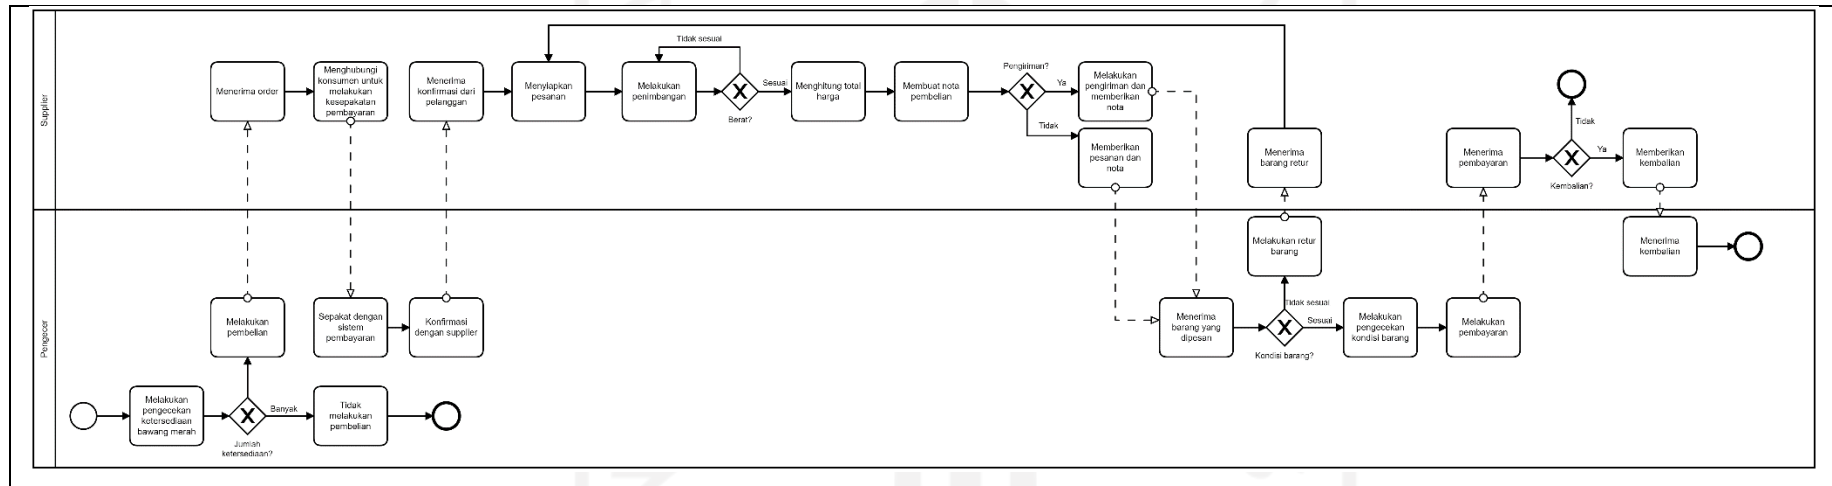 Supplier
Menerima order
Menghubungi
konsumen untuk
melakukan
kesepakatan
pembayaran
Menerima
konfirmasi dari
pelanggan
Menyiapkan
pesanan
Tidak sesuai
Melakukan
penimbangan
Berat?
Sesuai
Menghitung total
harga
Membuat nota
pembelian
Pengiriman?
Ya
Melakukan
pengiriman dan
memberikan
nota
Tidak
Memberikan
pesanan dan
nota
Menerima
barang retur
Menerima
pembayaran
Tidak
Kembalian?
Ya
Memberikan
kembalian
Pengecer
Melakukan
pengecekan
ketersediaan
bawang merah
Jumlah
ketersediaan?
Banyak
Tidak
melakukan
pembelian
Melakukan
pembelian
Sepakat dengan
sistem
pembayaran
Konfirmasi
dengan supplier
Menerima
barang yang
dipesan
Kondisi barang?
Tidak sesuai
Melakukan retur
barang
Sesuai
Melakukan
pengecekan
kondisi barang
Melakukan
pembayaran
Menerima
kembalian